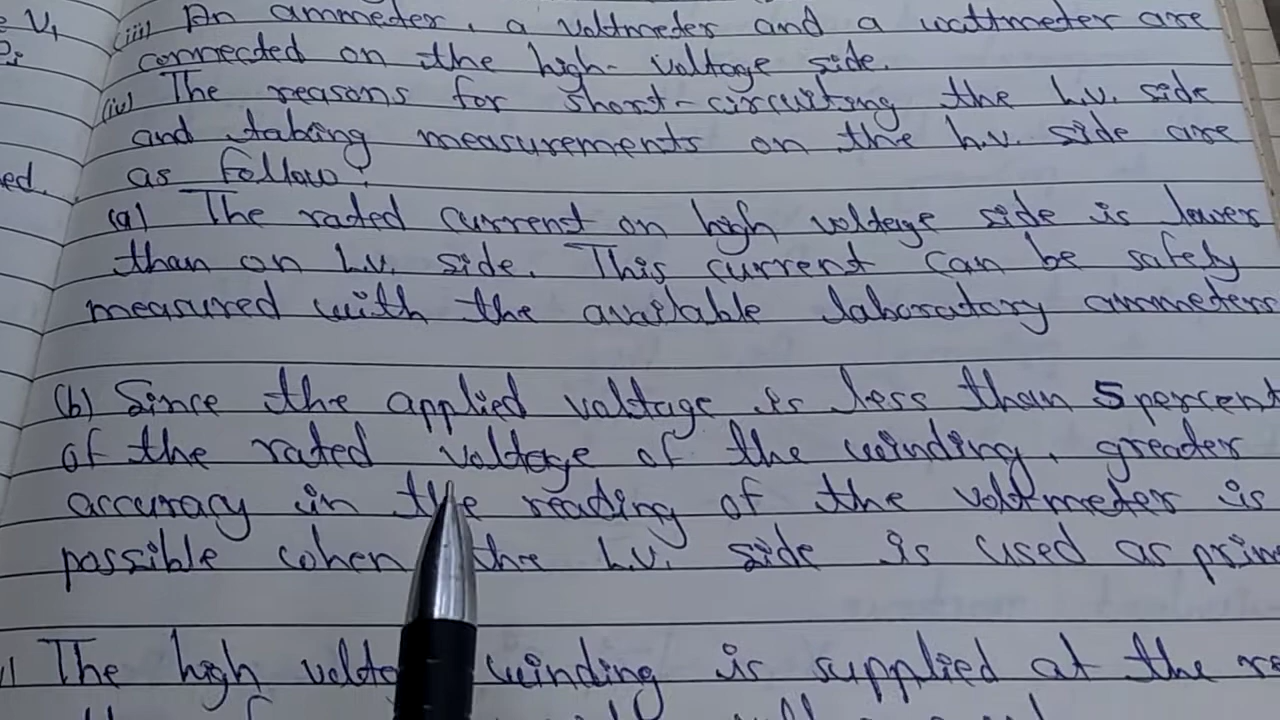 e V1
(iii) An ammeter, a voltmeter and a wattmeter are
connected on the high-voltage side.
(iv) The reasons for short-circuiting the L.V. side
and taking measurements on the h.v. side are
ed.
as follow:
(a) The rated current on high voltage side is lower
than on L.V. side. This current can be safely
measured with the available laboratory ammeters
(b) Since the applied voltage is less than 5 percent
of the rated voltage of the winding, greater
accuracy in the reading of the voltmeter is
possible when the h.v. side is used as prim
The high winding is supplied at the